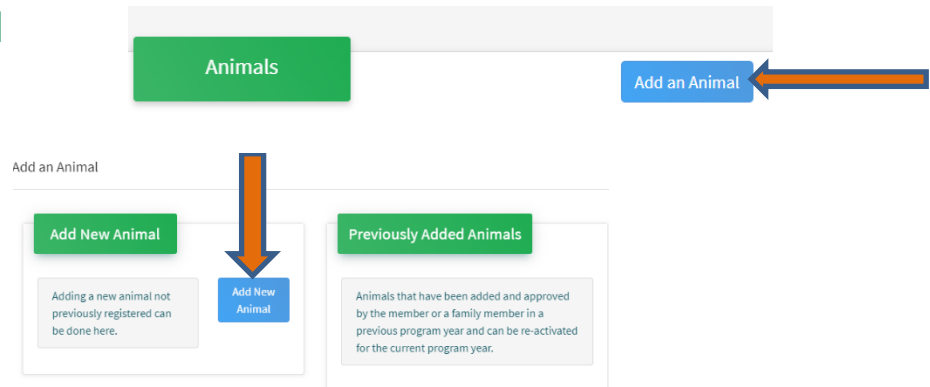 Animals
Add an Animal
Add an Animal
Add New Animal
Adding a new animal not
previously registered can
be done here.
Add New
Animal
Previously Added Animals
Animals that have been added and approved
by the member or a family member in a
previous program year and can be re-activated
for the current program year.